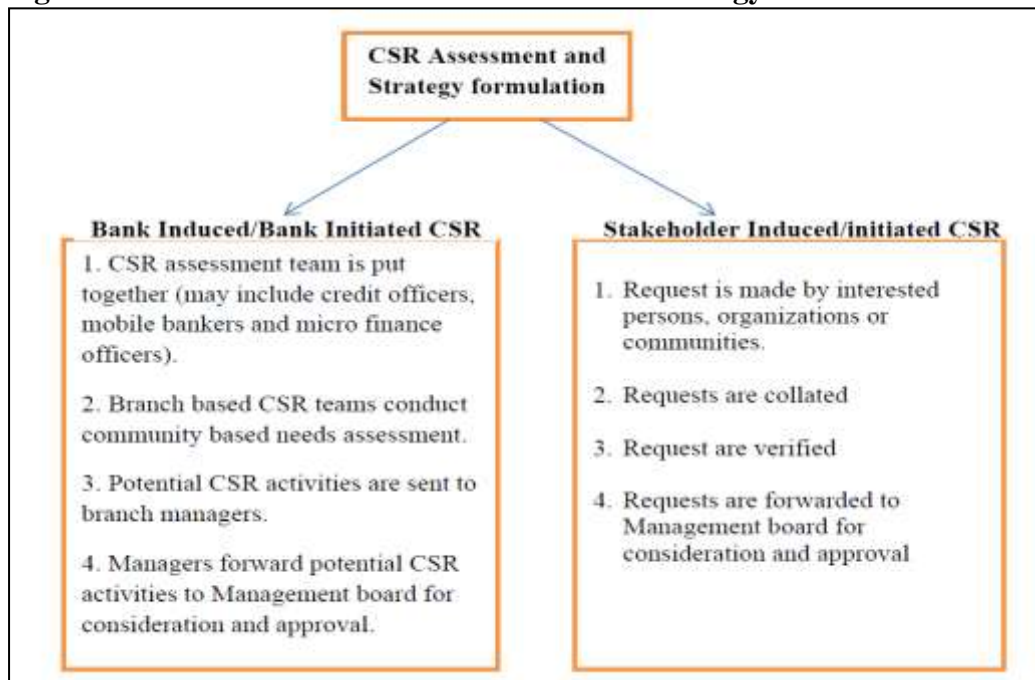 CSR Assessment and
Strategy formulation
Bank Induced/Bank Initiated CSR
1. CSR assessment team is put
together (may include credit officers,
mobile bankers and micro finance
officers).
2. Branch based CSR teams conduct
community based needs assessment.
3. Potential CSR activities are sent to
branch managers.
4. Managers forward potential CSR
activities to Management board for
consideration and approval.
Stakeholder Induced/initiated CSR
1. Request is made by interested
persons, organizations or
communities.
2. Requests are collated
3. Request are verified
4. Requests are forwarded to
Management board for
consideration and approval